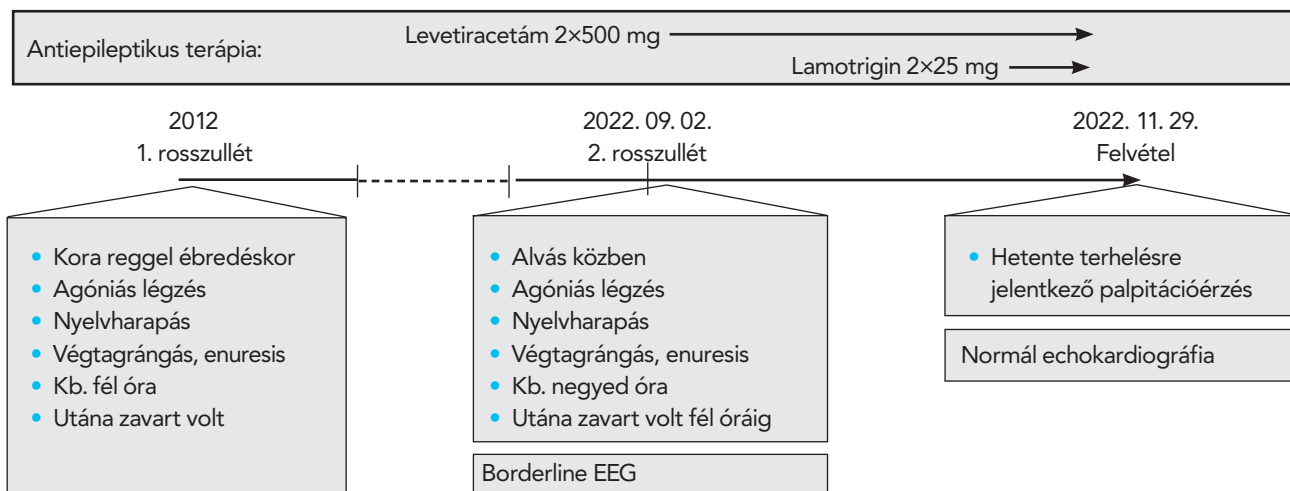 Antiepileptikus terápia:
Levetiracetám 2×500 mg
Lamotrigin 2×25 mg
2012
1. rosszullét
2022. 09. 02.
2. rosszullét
2022. 11. 29.
Felvétel
• Kora reggel ébredéskor
• Agóniás légzés
• Nyelvharapás
• Végtagrángás, enuresis
• Kb. fél óra
• Utána zavart volt
• Alvás közben
• Agóniás légzés
• Nyelvharapás
• Végtagrángás, enuresis
• Kb. negyed óra
• Utána zavart volt fél óráig
Borderline EEG
• Hetente terhelésre
jelentkező palpitációérzés
Normál echokardiográfia